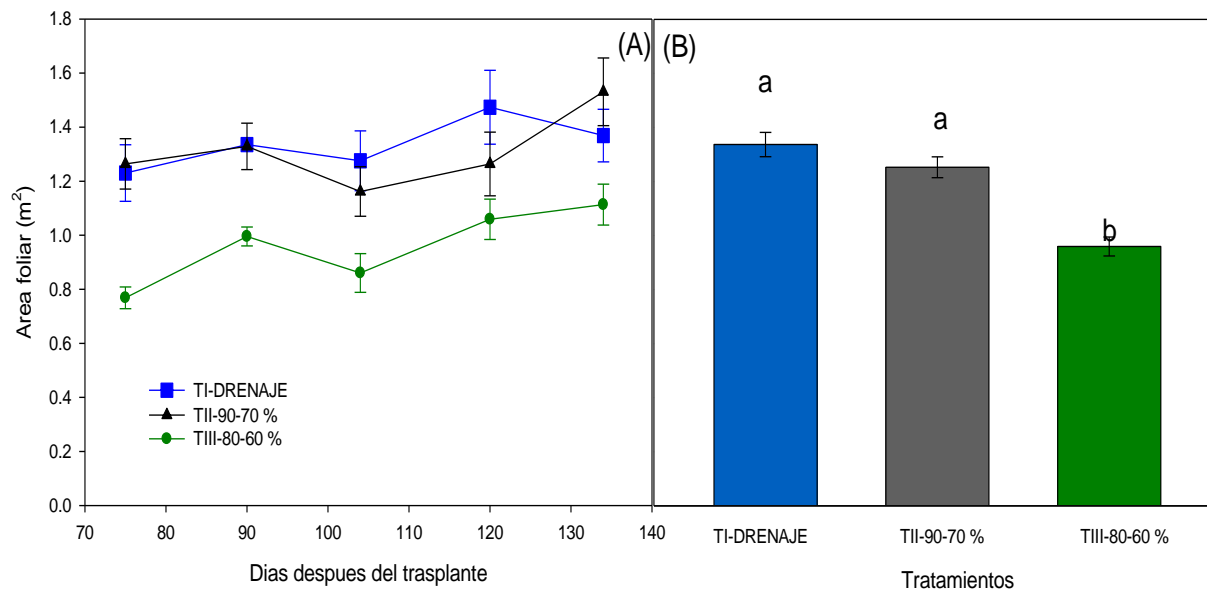 (A)
1.8
1.6
1.4
1.2
1.0
0.8
0.6
0.4
0.2
0.0
Area foliar (m²)
TI-DRENAJE
TII-90-70 %
TIII-80-60 %
70 80 90 100 110 120 130 140
Dias despues del trasplante
(B)
a
a
b
TI-DRENAJE TII-90-70 % TIII-80-60 %
Tratamientos